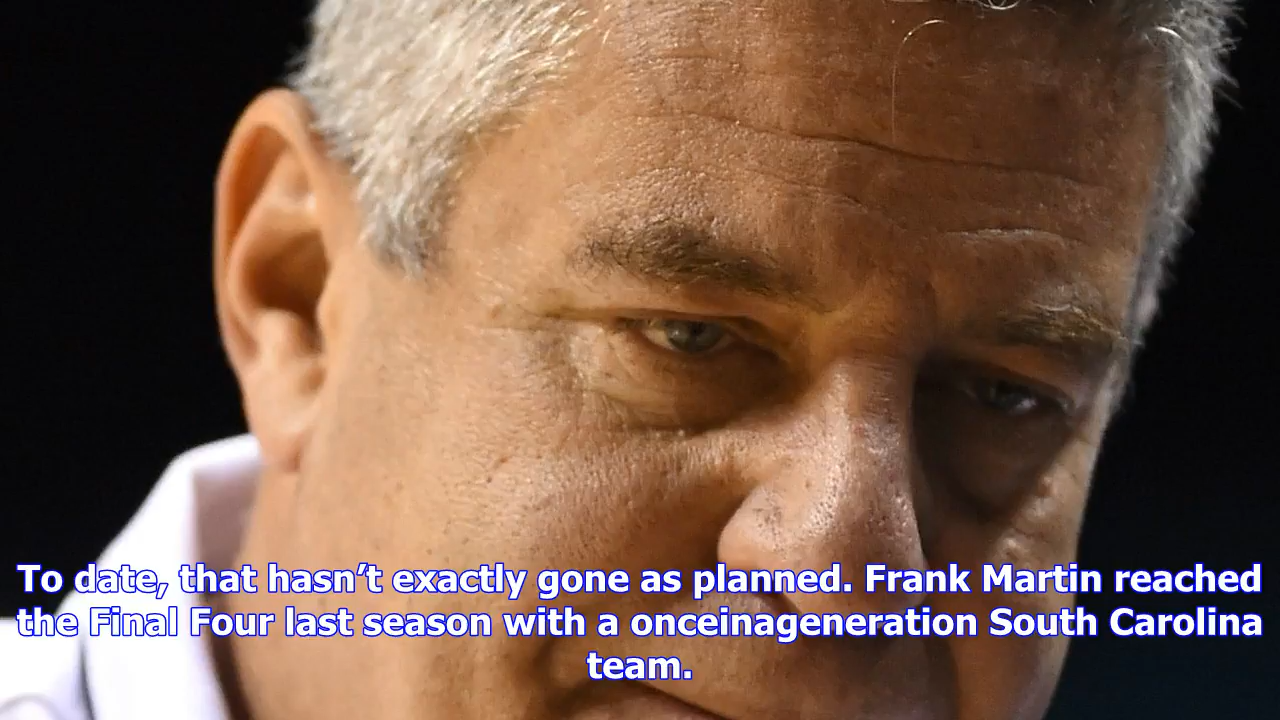 To date, that hasn’t exactly gone as planned. Frank Martin reached
the Final Four last season with a onceinageneration South Carolina
team.